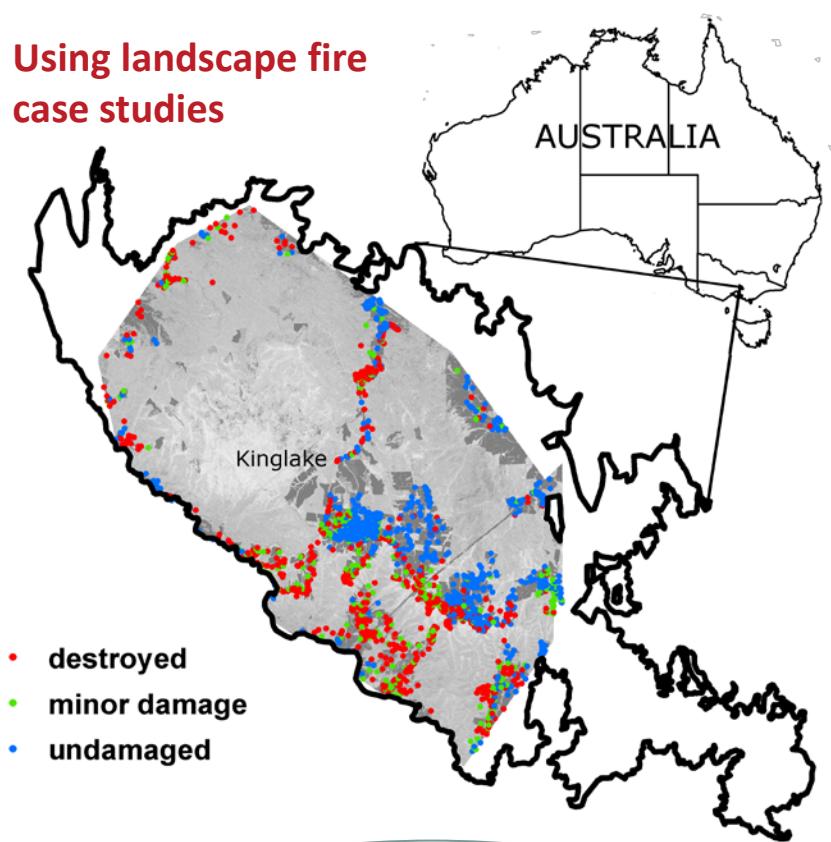 Using landscape fire
case studies
AUSTRALIA
Kinglake
destroyed
minor damage
undamaged